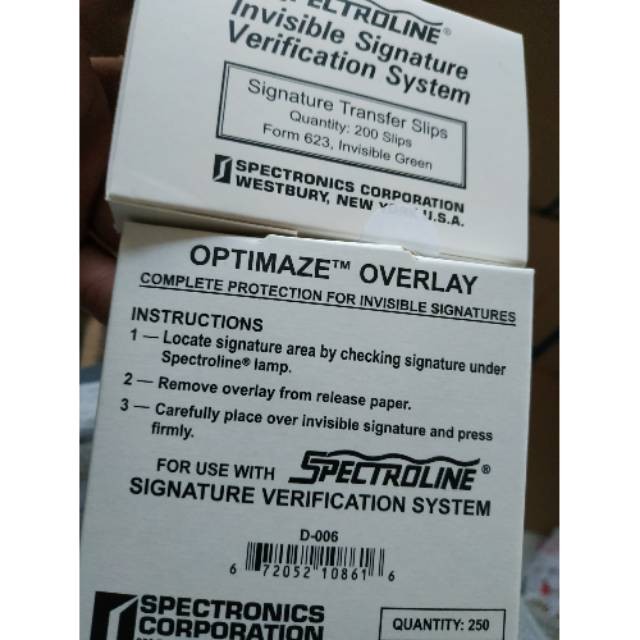 SPECTROLINE®
Invisible Signature
Verification System
Signature Transfer Slips
Quantity: 200 Slips
Form 623, Invisible Green
SPECTRONICS CORPORATION
WESTBURY, NEW YORK U.S.A.
OPTIMAZE™ OVERLAY
COMPLETE PROTECTION FOR INVISIBLE SIGNATURES
INSTRUCTIONS
1 — Locate signature area by checking signature under
Spectroline® lamp.
2 — Remove overlay from release paper.
3 — Carefully place over invisible signature and press
firmly.
FOR USE WITH SPECTROLINE®
SIGNATURE VERIFICATION SYSTEM
D-006
6 72052 10861 6
SPECTRONICS
CORPORATION
QUANTITY: 250